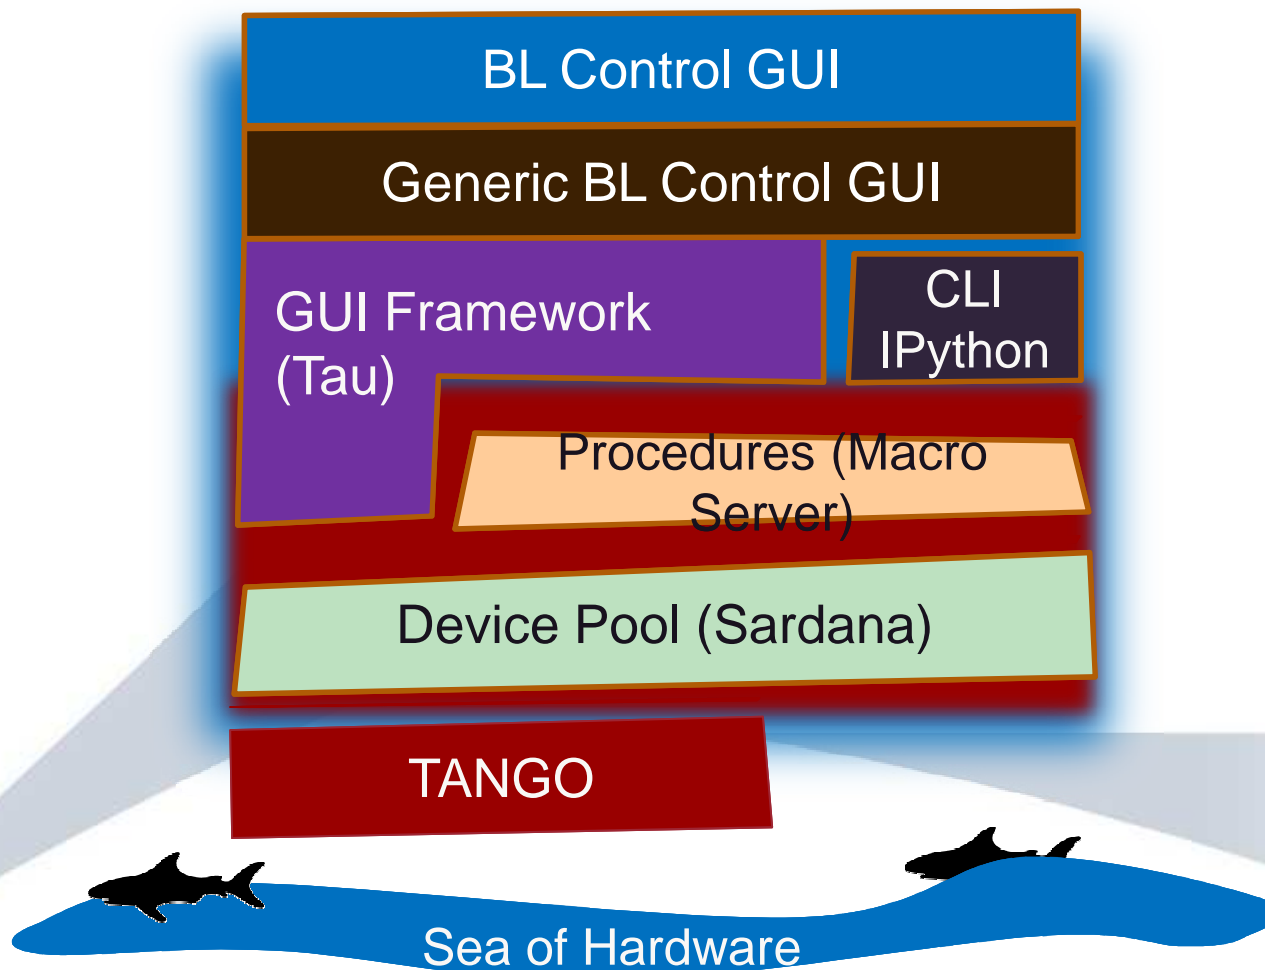 BL Control GUI
Generic BL Control GUI
GUI Framework
(Tau)
CLI
IPython
Procedures (Macro
Server)
Device Pool (Sardana)
TANGO
Sea of Hardware